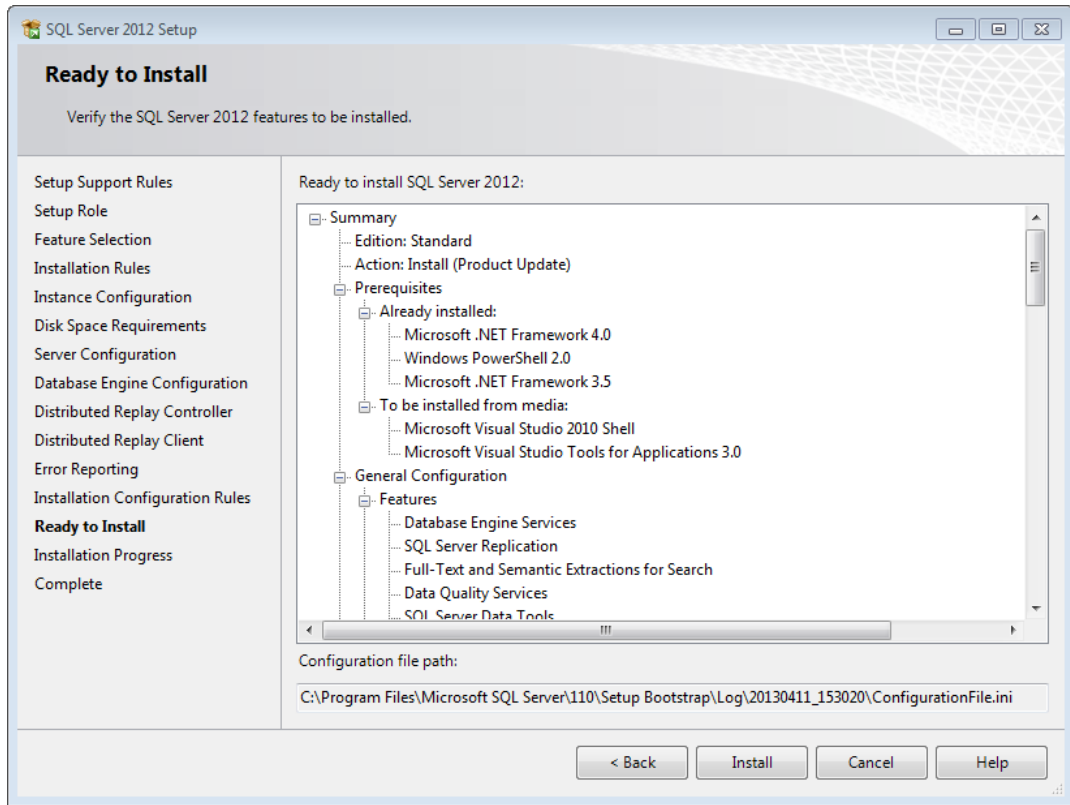 SQL Server 2012 Setup
Ready to Install
Verify the SQL Server 2012 features to be installed.
Setup Support Rules
Setup Role
Feature Selection
Installation Rules
Instance Configuration
Disk Space Requirements
Server Configuration
Database Engine Configuration
Distributed Replay Controller
Distributed Replay Client
Error Reporting
Installation Configuration Rules
Ready to Install
Installation Progress
Complete
Ready to install SQL Server 2012:
Summary
Edition: Standard
Action: Install (Product Update)
Prerequisites
Already installed:
Microsoft .NET Framework 4.0
Windows PowerShell 2.0
Microsoft .NET Framework 3.5
To be installed from media:
Microsoft Visual Studio 2010 Shell
Microsoft Visual Studio Tools for Applications 3.0
General Configuration
Features
Database Engine Services
SQL Server Replication
Full-Text and Semantic Extractions for Search
Data Quality Services
SQL Server Data Tools
Configuration file path:
C:\Program Files\Microsoft SQL Server\110\Setup Bootstrap\Log\20130411_153020\ConfigurationFile.ini
< Back
Install
Cancel
Help